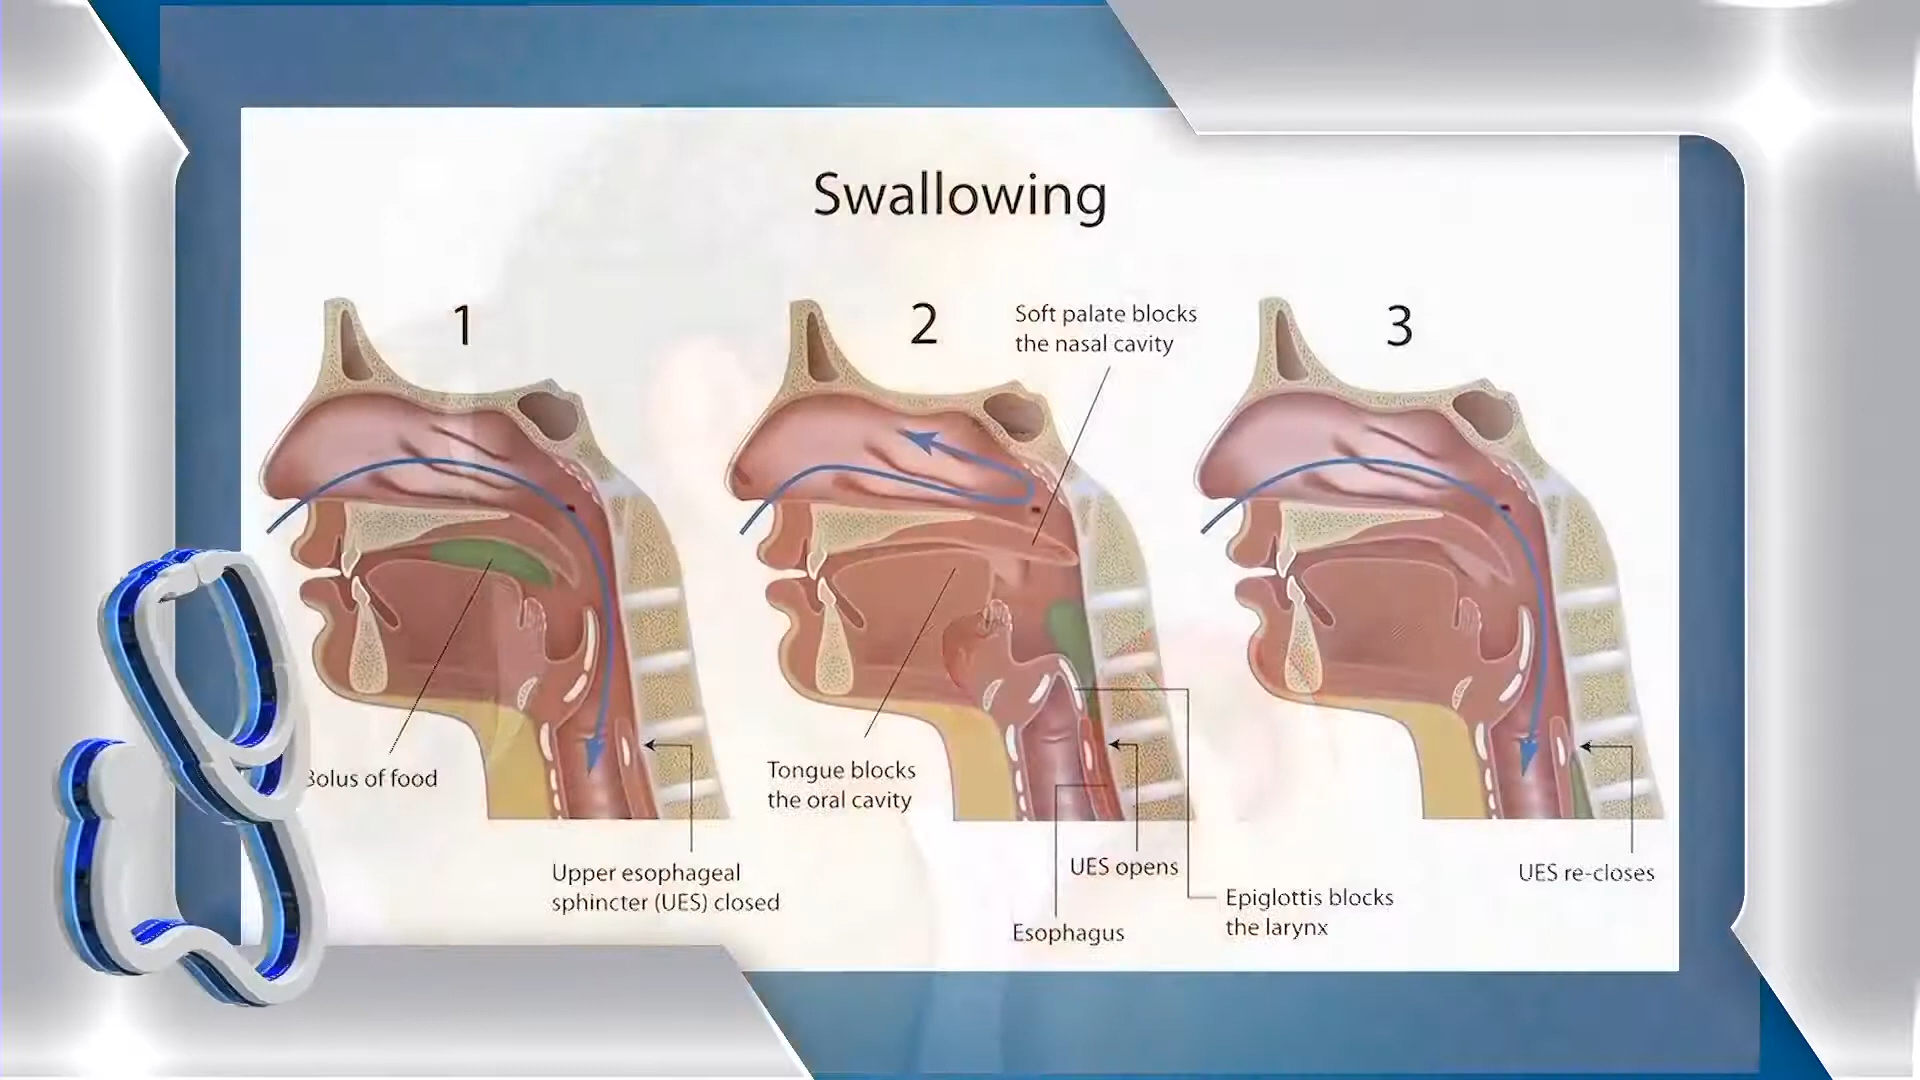 Swallowing
1
2
3
Soft palate blocks
the nasal cavity
Bolus of food
Tongue blocks
the oral cavity
Upper esophageal
sphincter (UES) closed
UES opens
Esophagus
Epiglottis blocks
the larynx
UES re-closes